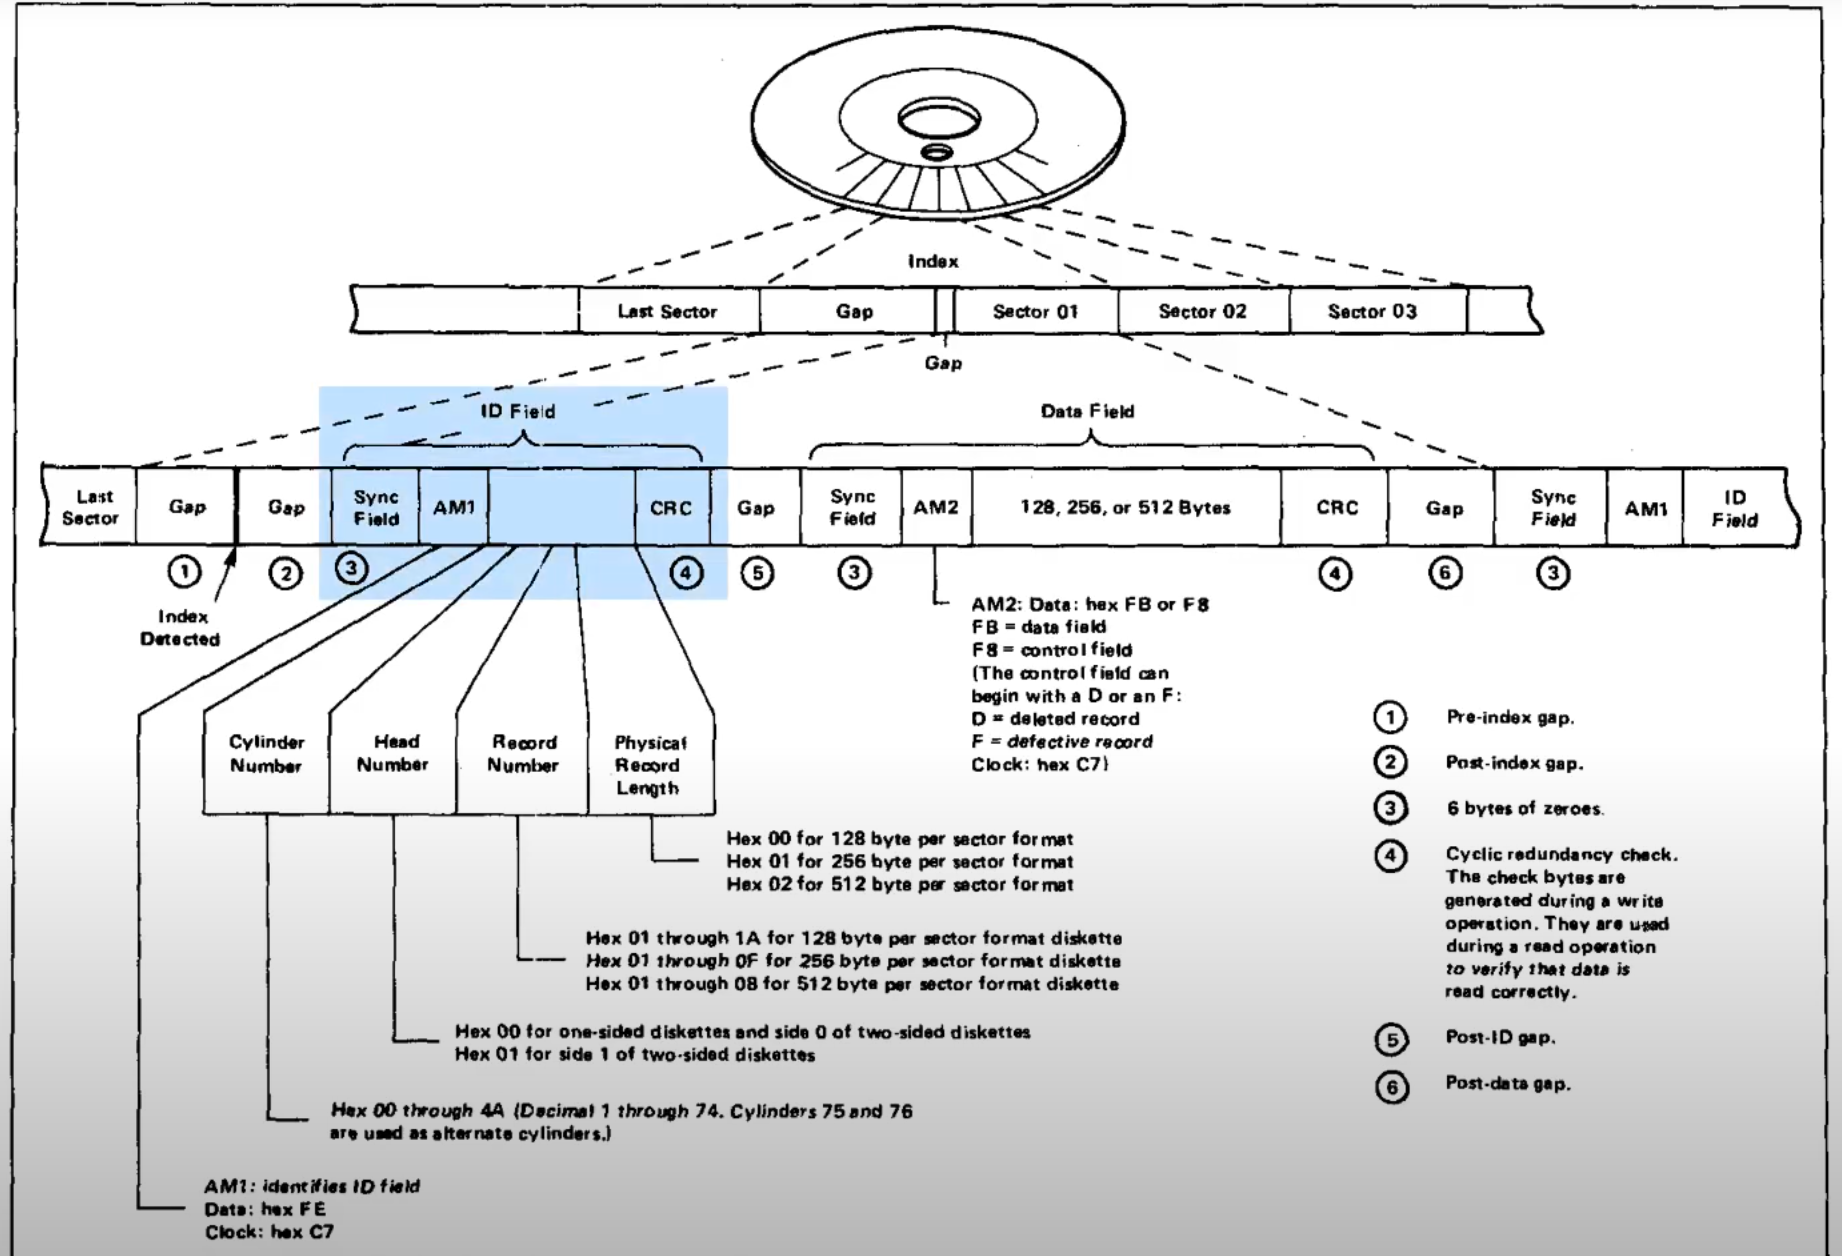 Index
Last Sector Gap Sector 01 Sector 02 Sector 03
Gap
ID Field
Data Field
Last
Sector
Gap
Gap
Sync
Field
AM1
CRC
Gap
Sync
Field
AM2
128, 256, or 512 Bytes
CRC
Gap
Sync
Field
AM1
ID
Field
1
2
3
4
5
3
4
6
3
Index
Detected
AM2: Data: hex FB or F8
FB = data field
F8 = control field
(The control field can
begin with a D or an F:
D = deleted record
F = defective record
Clock: hex C7)
Cylinder
Number
Head
Number
Record
Number
Physical
Record
Length
Hex 00 for 128 byte per sector format
Hex 01 for 256 byte per sector format
Hex 02 for 512 byte per sector format
Hex 01 through 1A for 128 byte per sector format diskette
Hex 01 through 0F for 256 byte per sector format diskette
Hex 01 through 08 for 512 byte per sector format diskette
Hex 00 for one-sided diskettes and side 0 of two-sided diskettes
Hex 01 for side 1 of two-sided diskettes
Hex 00 through 4A (Decimal 1 through 74. Cylinders 75 and 76
are used as alternate cylinders.)
AM1: identifies ID field
Data: hex FE
Clock: hex C7
1 Pre-index gap.
2 Post-index gap.
3 6 bytes of zeroes.
4 Cyclic redundancy check.
The check bytes are
generated during a write
operation. They are used
during a read operation
to verify that data is
read correctly.
5 Post-ID gap.
6 Post-data gap.